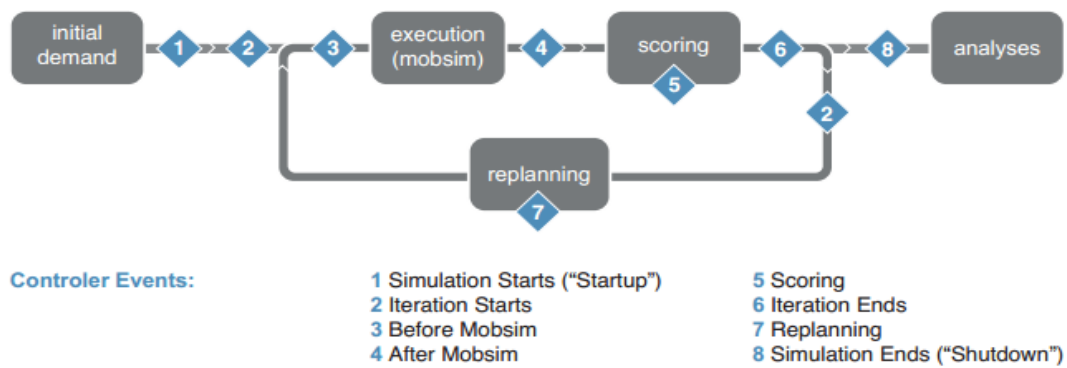 initial
demand
1
2
3
execution
(mobsim)
4
scoring
5
6
8
analyses
2
replanning
7
Controler Events:
1 Simulation Starts (“Startup”)
2 Iteration Starts
3 Before Mobsim
4 After Mobsim
5 Scoring
6 Iteration Ends
7 Replanning
8 Simulation Ends (“Shutdown”)